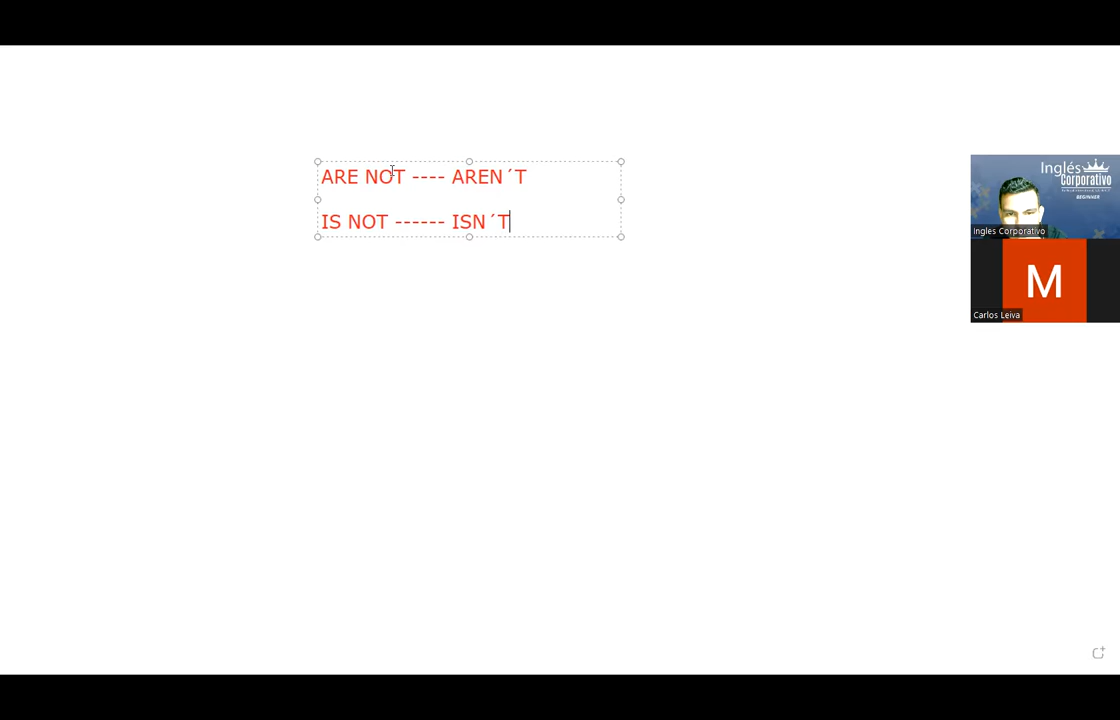 ARE NOT ---- AREN´T
IS NOT ------ ISN´T
Inglés
Corporativo
BEGINNER
Ingles Corporativo
M
Carlos Leiva